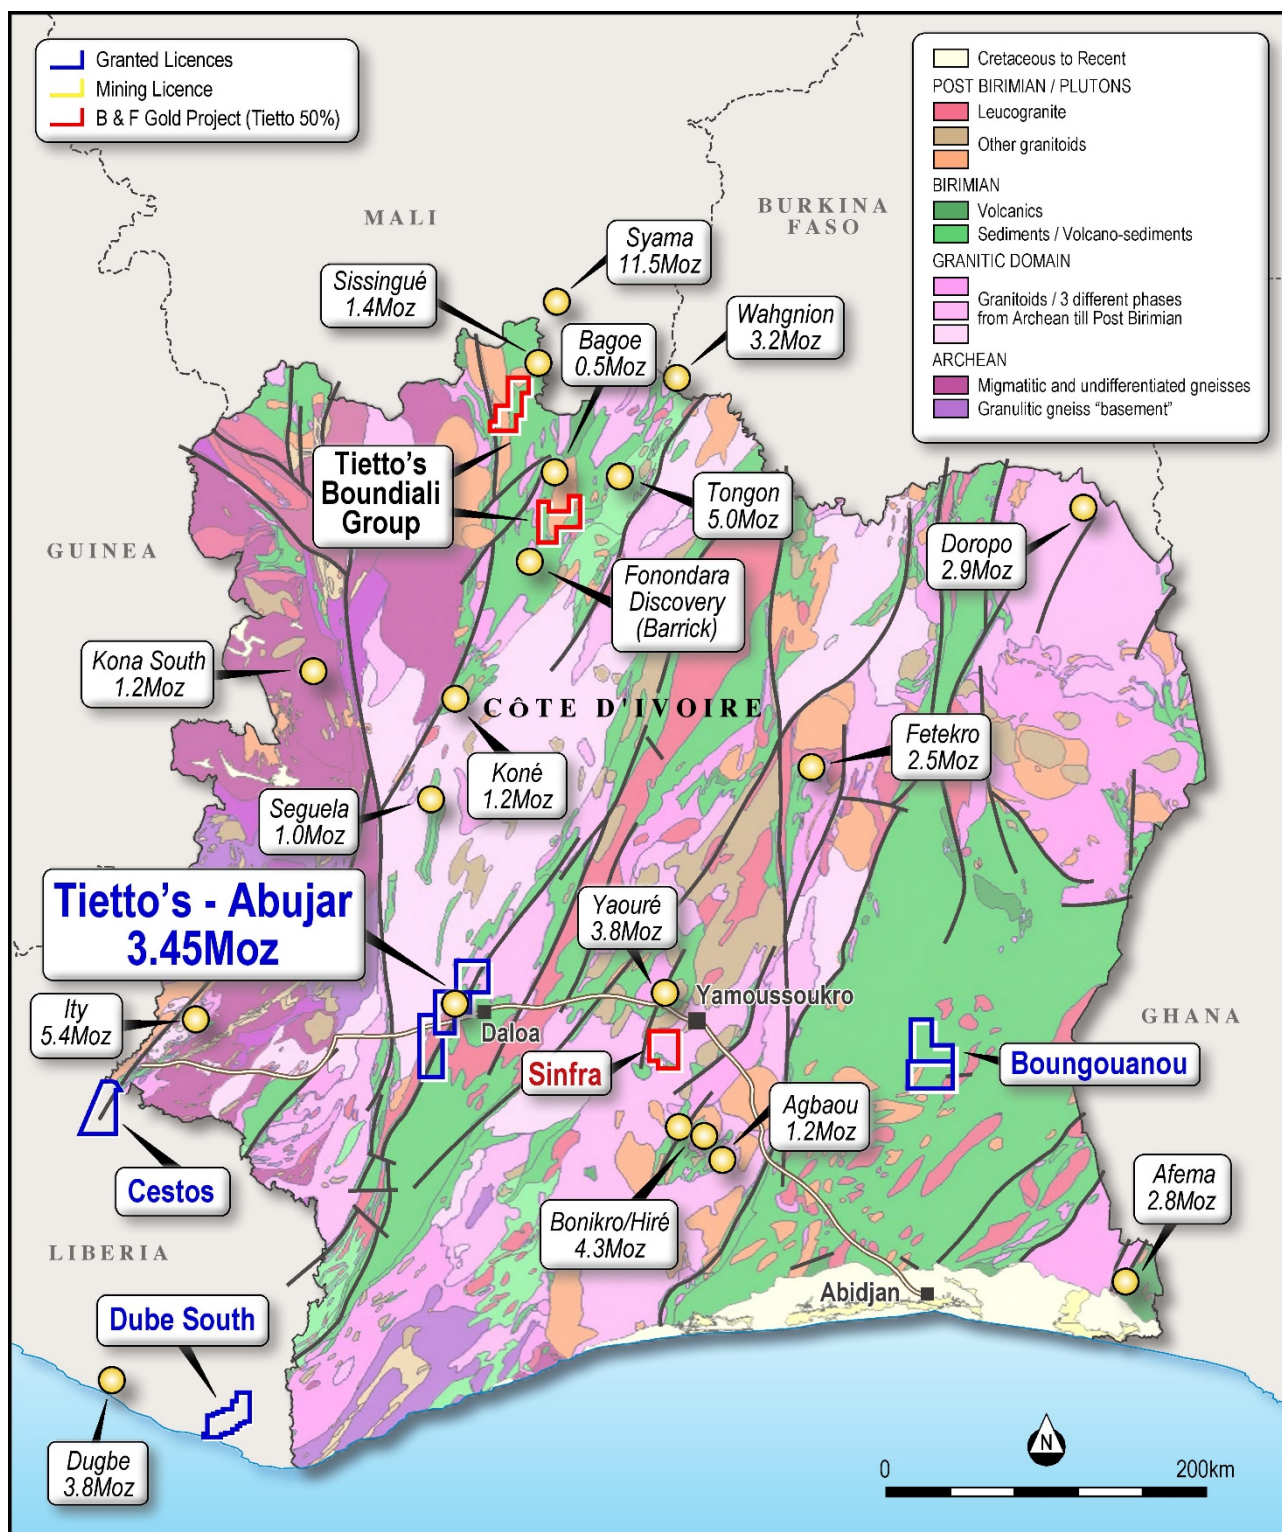 Granted Licences
Mining Licence
B & F Gold Project (Tietto 50%)
Cretaceous to Recent
POST BIRIMIAN / PLUTONS
Leucogranite
Other granitoids
BIRIMIAN
Volcanics
Sediments / Volcano-sediments
GRANITIC DOMAIN
Granitoids / 3 different phases
from Archean till Post Birimian
ARCHEAN
Migmatitic and undifferentiated gneisses
Granulitic gneiss “basement”
MALI
BURKINA
FASO
Syama
11.5Moz
Sissingué
1.4Moz
Bagoe
0.5Moz
Wahgnion
3.2Moz
Tietto’s
Boundiali
Group
Tongon
5.0Moz
Doropo
2.9Moz
GUINEA
Fonondara
Discovery
(Barrick)
Kona South
1.2Moz
CÔTE D'IVOIRE
Koné
1.2Moz
Fetekro
2.5Moz
Seguela
1.0Moz
Tietto’s - Abujar
3.45Moz
Yaouré
3.8Moz
Ity
5.4Moz
Daloa
Yamoussoukro
GHANA
Sinfra
Boungouanou
Agbaou
1.2Moz
Cestos
Bonikro/Hiré
4.3Moz
Afema
2.8Moz
LIBERIA
Abidjan
Dube South
Dugbe
3.8Moz
N
0
200km